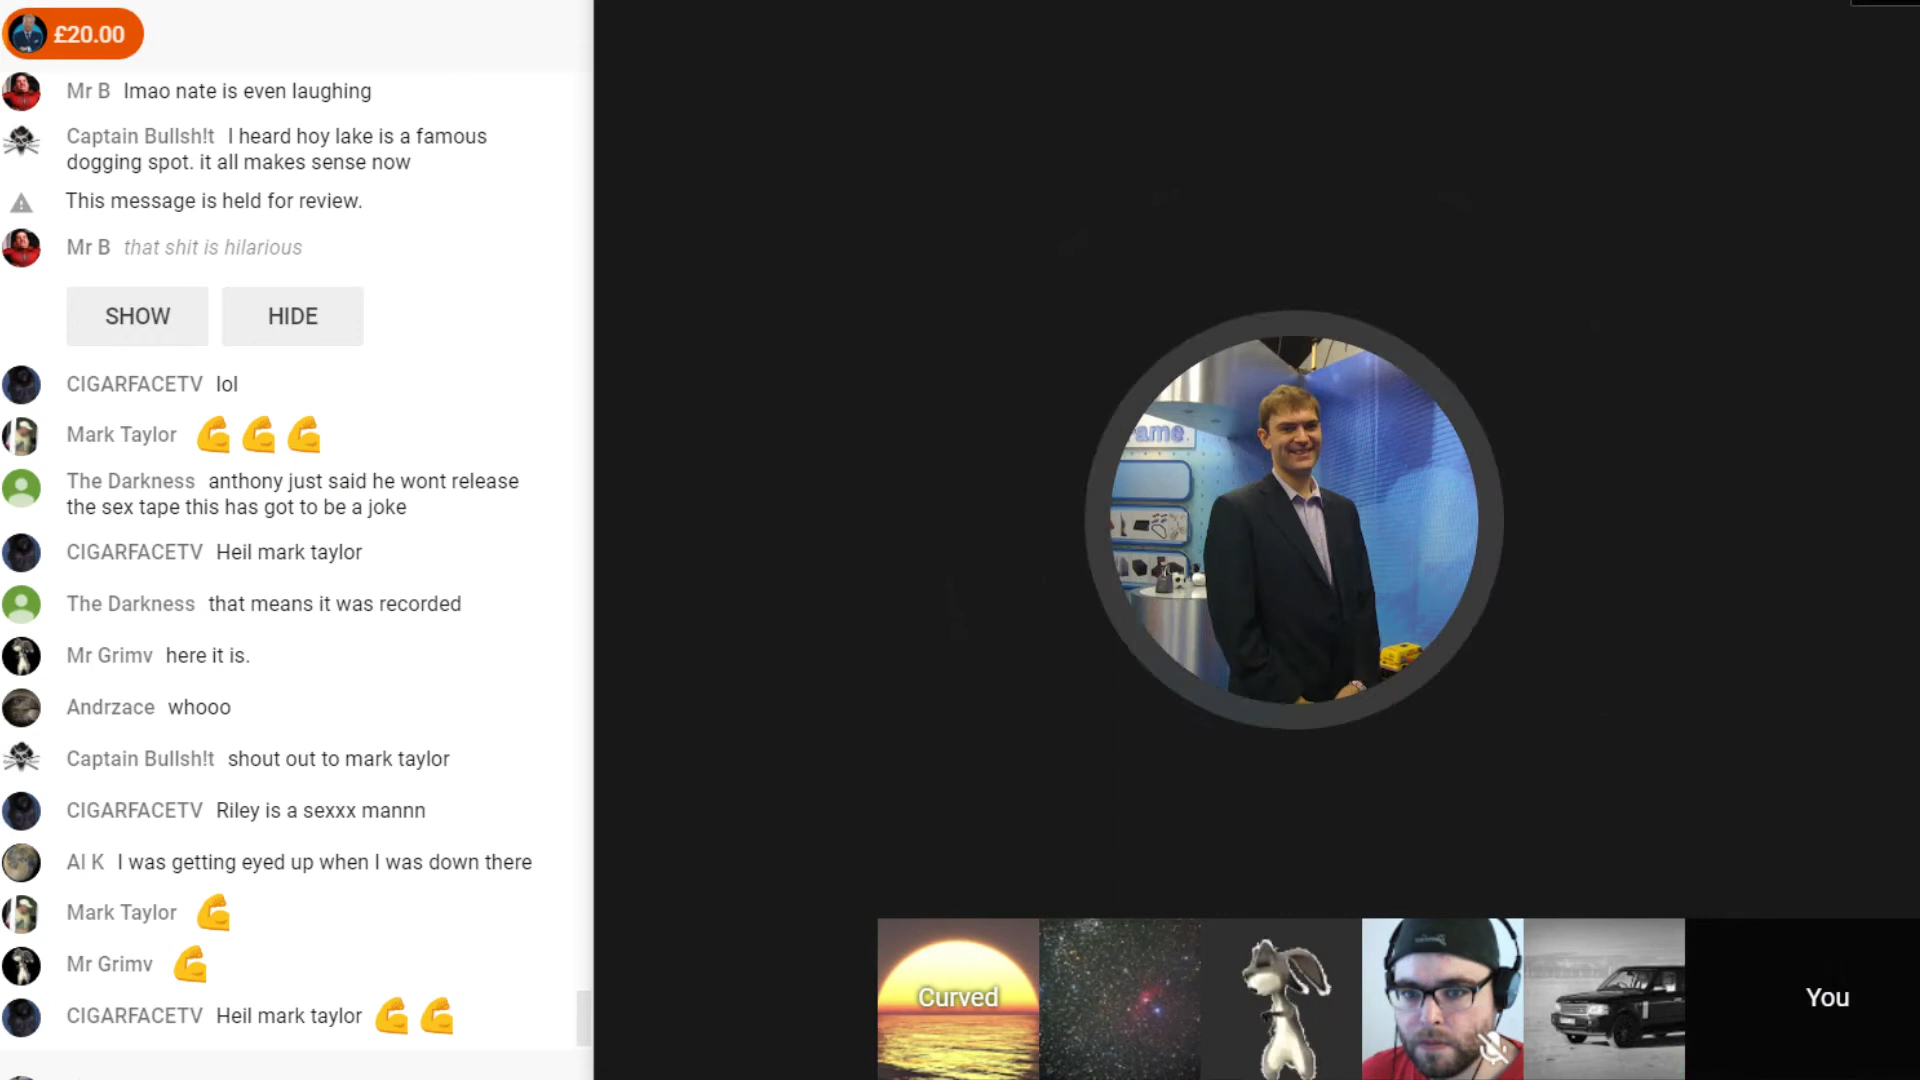 £20.00
Mr B lmao nate is even laughing
Captain Bullsh!t I heard hoy lake is a famous
dogging spot. it all makes sense now
This message is held for review.
Mr B that shit is hilarious
SHOW HIDE
CIGARFACETV lol
Mark Taylor 💪 💪 💪
The Darkness anthony just said he wont release
the sex tape this has got to be a joke
CIGARFACETV Heil mark taylor
The Darkness that means it was recorded
Mr Grimv here it is.
Andrzace whooo
Captain Bullsh!t shout out to mark taylor
CIGARFACETV Riley is a sexxx mannn
Al K I was getting eyed up when I was down there
Mark Taylor 💪
Mr Grimv 💪
CIGARFACETV Heil mark taylor 💪 💪
rame.
Curved
You